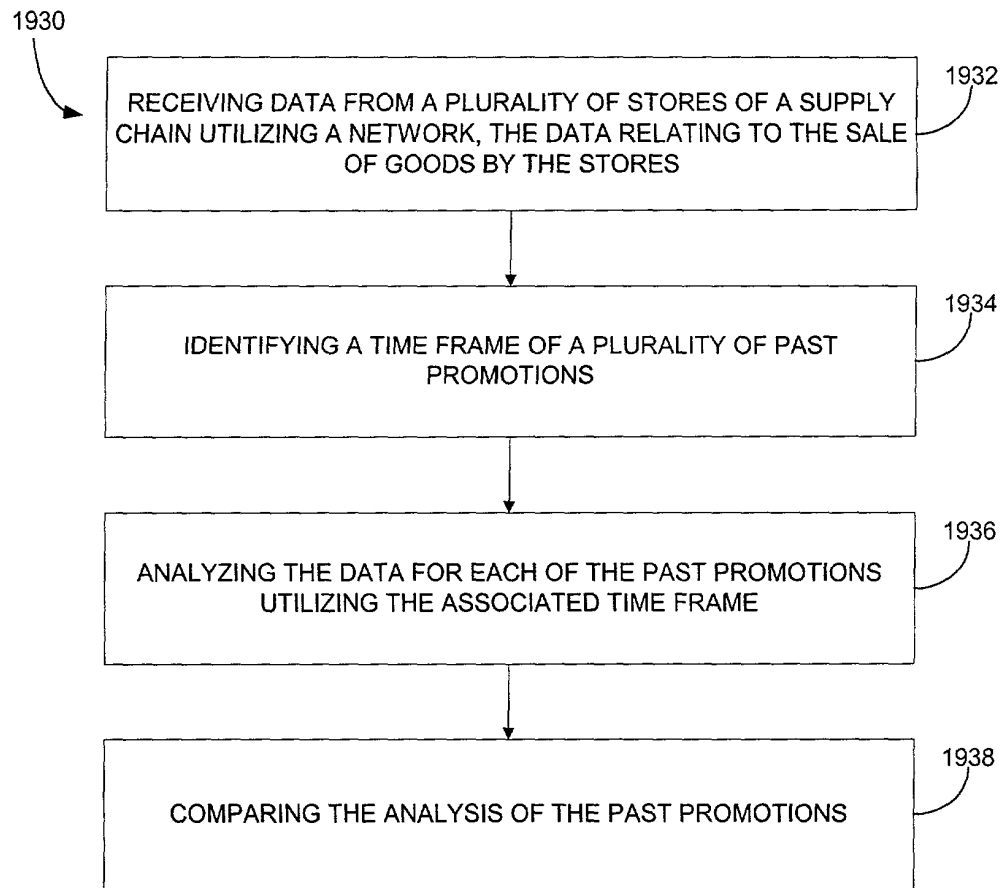 1930
1932
RECEIVING DATA FROM A PLURALITY OF STORES OF A SUPPLY
CHAIN UTILIZING A NETWORK, THE DATA RELATING TO THE SALE
OF GOODS BY THE STORES
1934
IDENTIFYING A TIME FRAME OF A PLURALITY OF PAST
PROMOTIONS
1936
ANALYZING THE DATA FOR EACH OF THE PAST PROMOTIONS
UTILIZING THE ASSOCIATED TIME FRAME
1938
COMPARING THE ANALYSIS OF THE PAST PROMOTIONS